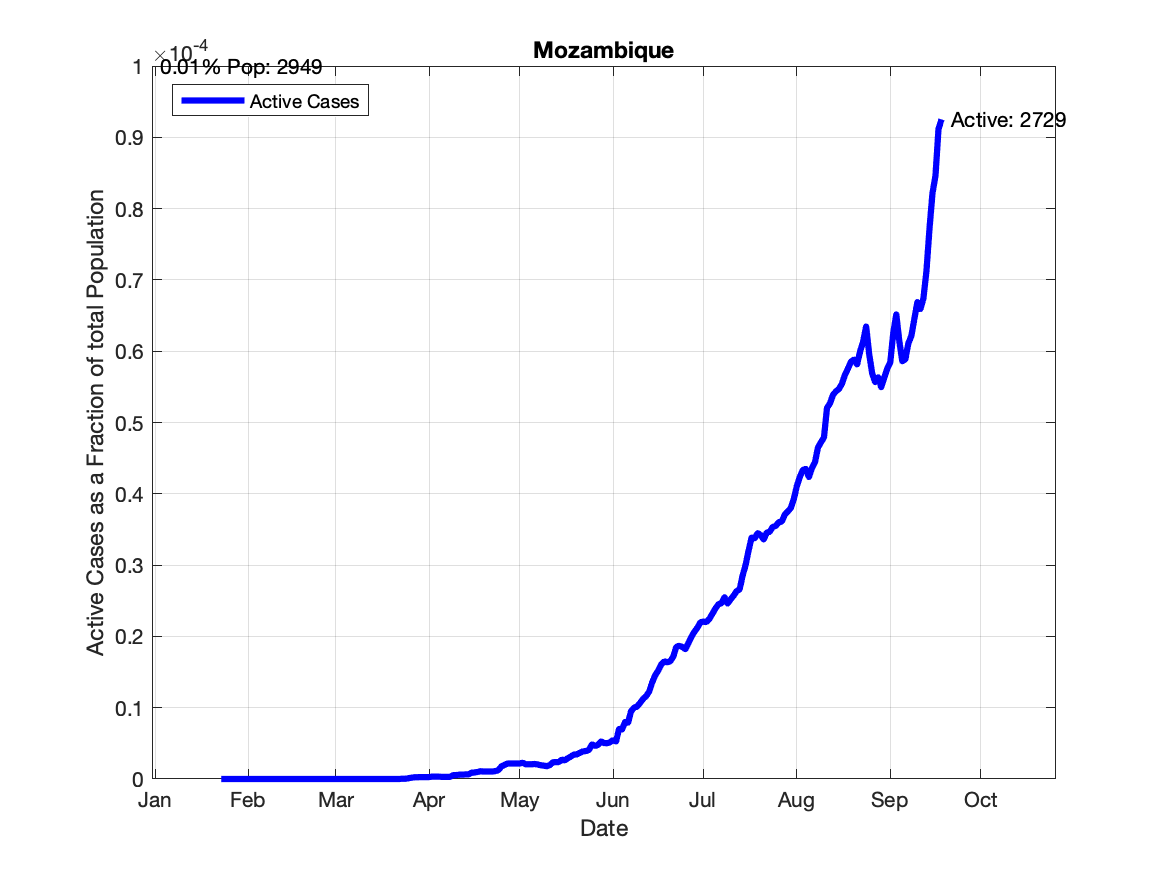 Mozambique
×10-4
0.01% Pop: 2949
Active Cases
Active: 2729
Active Cases as a Fraction of total Population
1
0.9
0.8
0.7
0.6
0.5
0.4
0.3
0.2
0.1
0
Jan Feb Mar Apr May Jun Jul Aug Sep Oct
Date